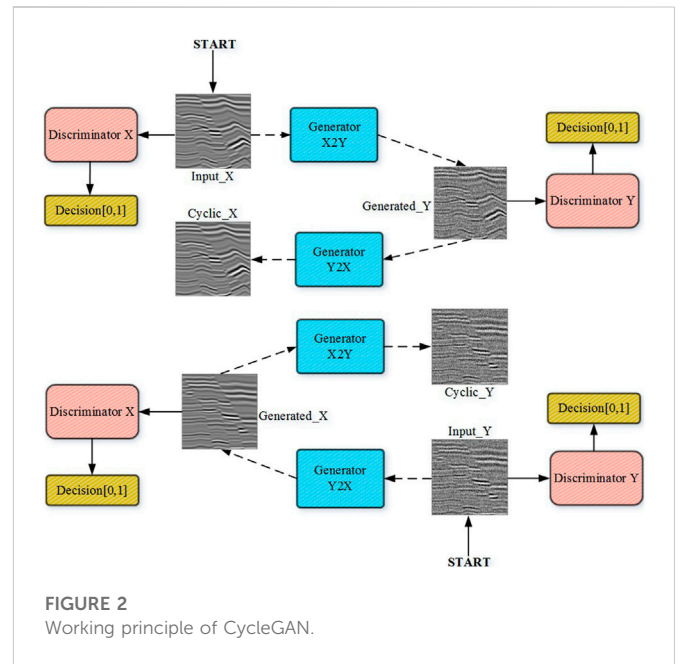 START
Discriminator X
Generator
X2Y
Decision[0,1]
Input_X
Decision[0,1]
Cyclic_X
Generated_Y
Discriminator Y
Generator
Y2X
Generator
X2Y
Discriminator X
Generated_X
Cyclic_Y
Decision[0,1]
Input_Y
Decision[0,1]
Generator
Y2X
Discriminator Y
START
FIGURE 2
Working principle of CycleGAN.